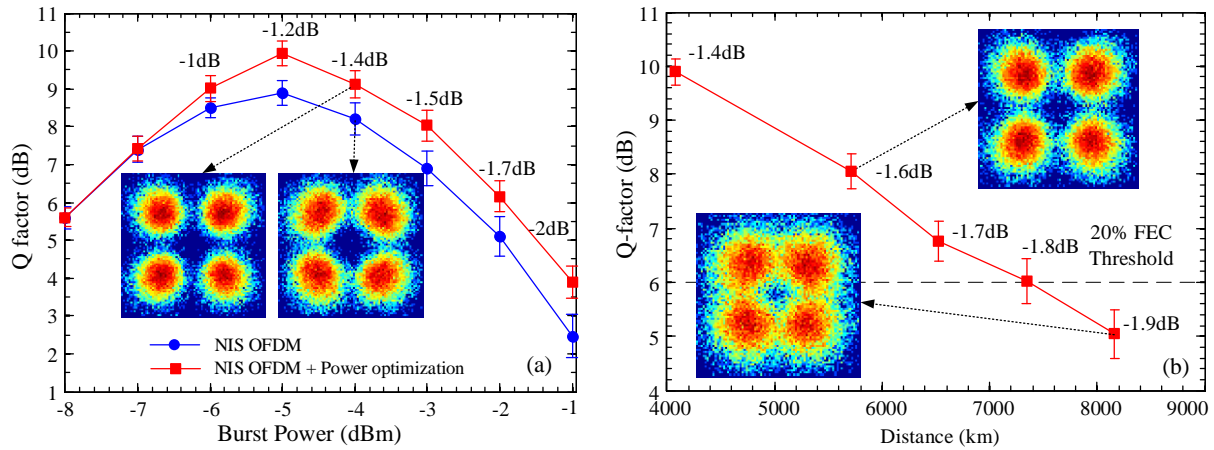 11
10
9
8
7
6
5
4
3
2
1
Q factor (dB)
-1dB
-1.2dB
-1.4dB
-1.5dB
-1.7dB
-2dB
NIS OFDM
NIS OFDM + Power optimization
(a)
-8 -7 -6 -5 -4 -3 -2 -1
Burst Power (dBm)
11
10
9
8
7
6
5
4
Q-factor (dB)
-1.4dB
-1.6dB
-1.7dB
-1.8dB
20% FEC
Threshold
-1.9dB
(b)
4000 5000 6000 7000 8000 9000
Distance (km)